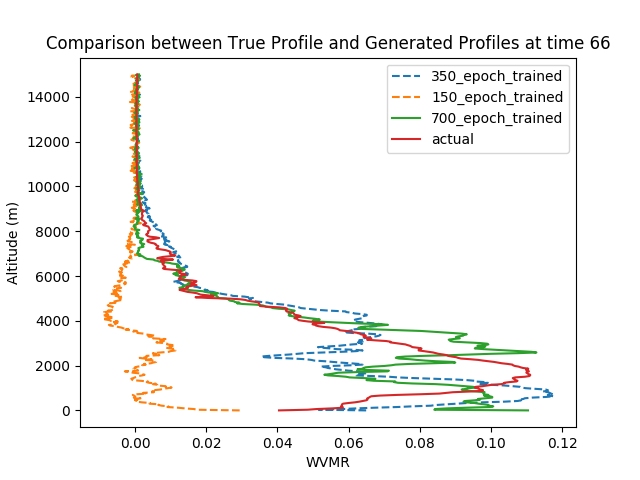 Comparison between True Profile and Generated Profiles at time 66
350_epoch_trained
150_epoch_trained
700_epoch_trained
actual
Altitude (m)
14000
12000
10000
8000
6000
4000
2000
0
0.00 0.02 0.04 0.06 0.08 0.10 0.12
WVMR